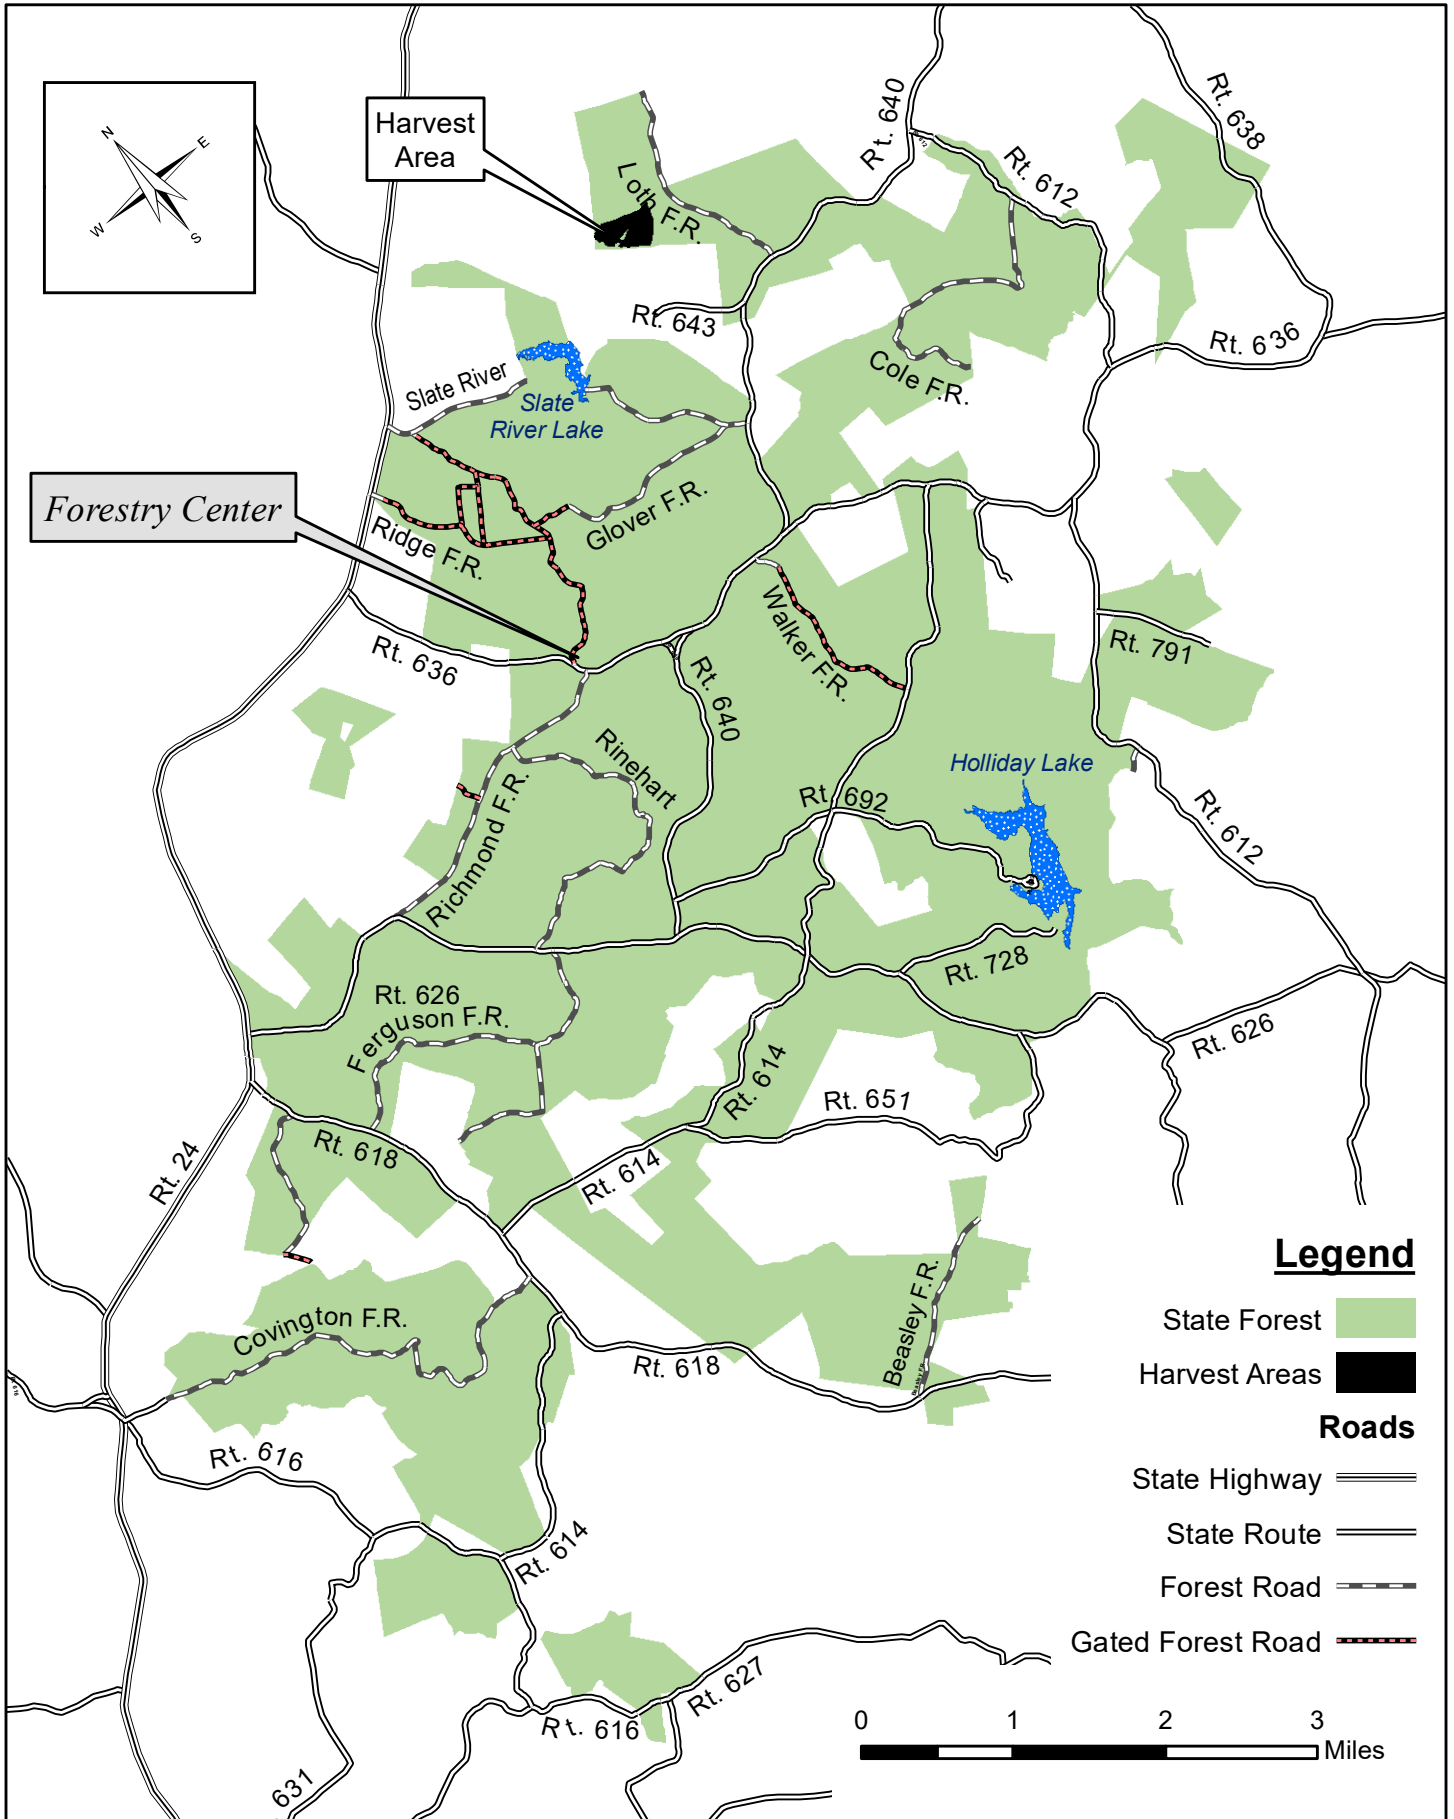 N
E
W
S
Harvest
Area
Rt. 640
Rt. 638
Rt. 612
Loth F.R.
Rt. 643
Rt. 636
Cole F.R.
Slate River
Slate
River Lake
Forestry Center
Glover F.R.
Ridge F.R.
Rt. 636
Walker F.R.
Rt. 791
Rt. 640
Rinehart
Holliday Lake
Rt. 692
Richmond F.R.
Rt. 612
Rt. 728
Rt. 626
Ferguson F.R.
Rt. 626
Rt. 614
Rt. 651
Rt. 618
Rt. 24
Rt. 614
Covington F.R.
Beasley F.R.
Beasley F.R.
Rt. 618
Rt. 616
Rt. 614
Rt. 627
Rt. 616
631
Legend
State Forest
Harvest Areas
Roads
State Highway
State Route
Forest Road
Gated Forest Road
0 1 2 3
Miles